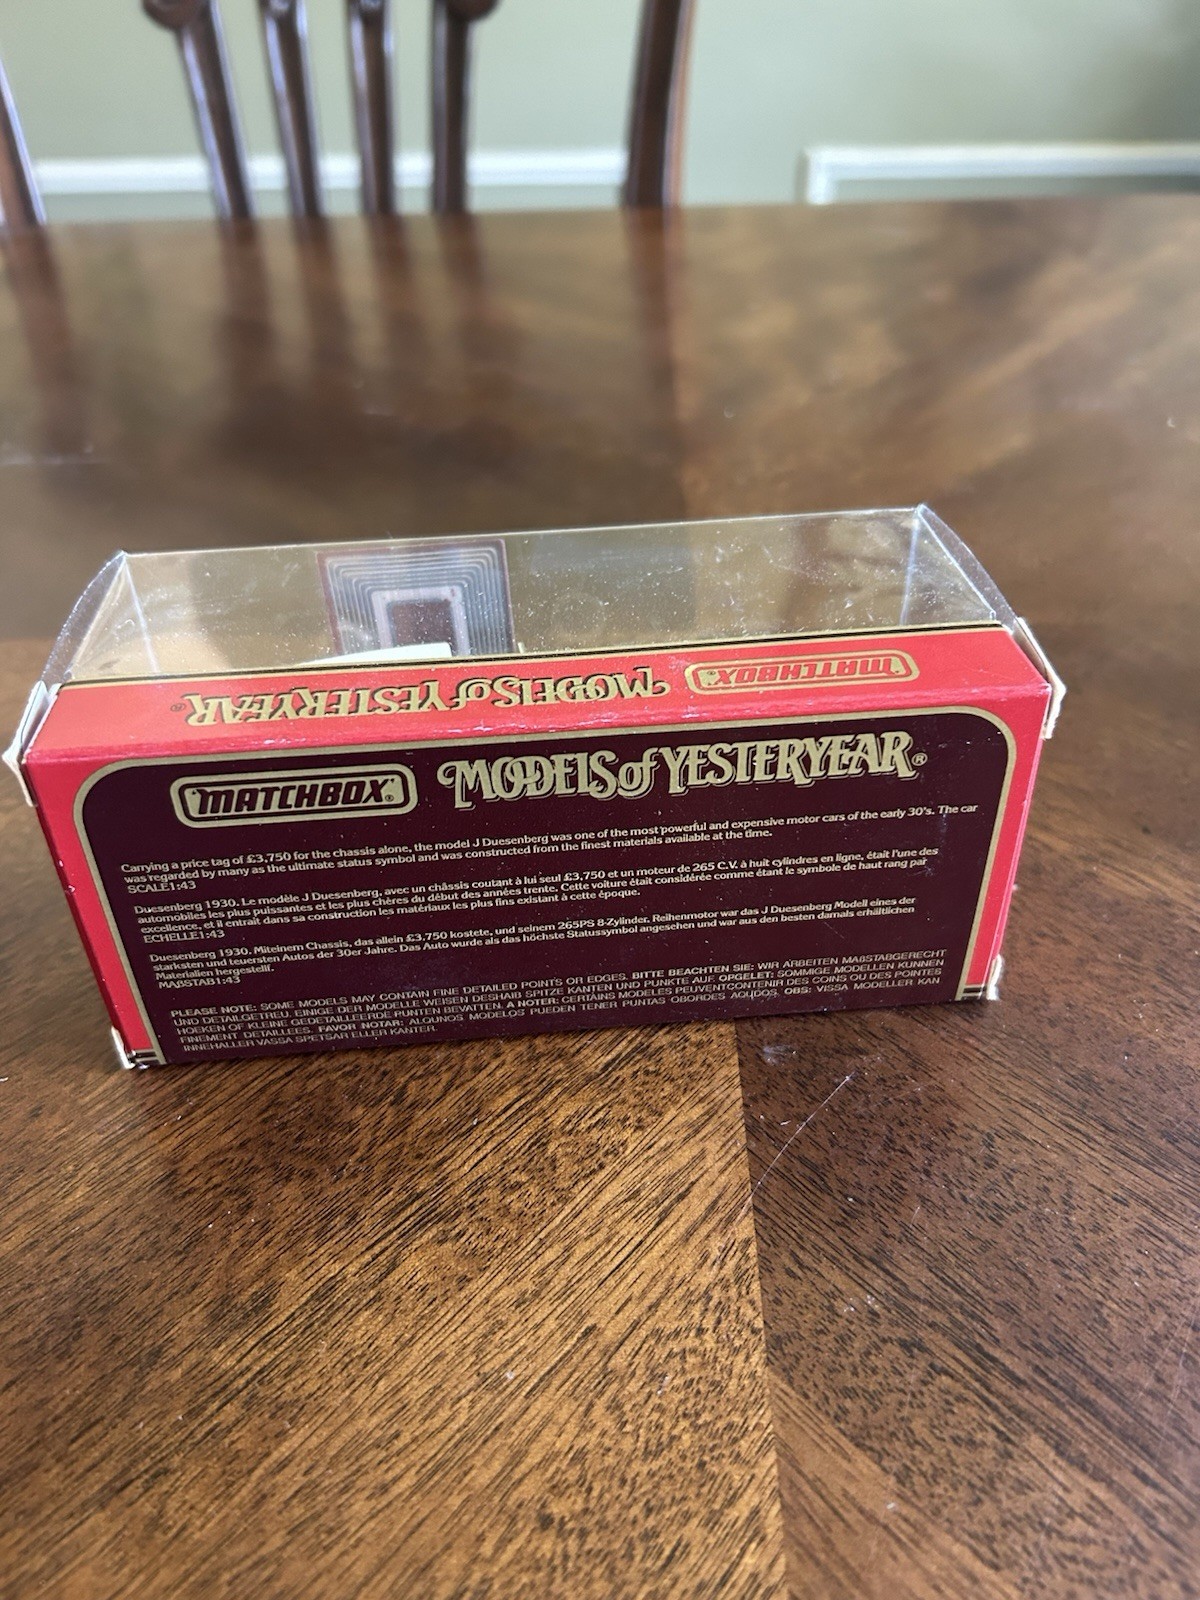 MODELS of YESTERYEAR® MATCHBOX®
MATCHBOX® MODELS of YESTERYEAR®
Carrying a price tag of £3,750 for the chassis alone, the model J Duesenberg was one of the most powerful and expensive motor cars of the early 30's. The car
was regarded by many as the ultimate status symbol and was constructed from the finest materials available at the time.
SCALE1:43
Duesenberg 1930. Le modèle J Duesenberg, avec un châssis coutant à lui seul £3,750 et un moteur de 265 C.V. à huit cylindres en ligne, était l'une des
automobiles les plus puissantes et les plus chères du début des années trente. Cette voiture était considérée comme étant le symbole de haut rang par
excellence, et il entrait dans sa construction les matériaux les plus fins existant à cette époque.
ECHELLE1:43
Duesenberg 1930. Miteinem Chassis, das allein £3,750 kostete, und seinem 265PS 8-Zylinder. Reihenmotor war das J Duesenberg Modell eines der
starksten und teuersten Autos der 30er Jahre. Das Auto wurde als das höchste Statussymbol angesehen und war aus den besten damals erhältlichen
Materialien hergestellf.
MAßSTAB1:43
PLEASE NOTE: SOME MODELS MAY CONTAIN FINE DETAILED POINTS OR EDGES. BITTE BEACHTEN SIE: WIR ARBEITEN MAßSTABGERECHT
UND DETAILGETREU. EINIGE DER MODELLE WEISEN DESHAIB SPITZE KANTEN UND PUNKTE AUF. OPGELET: SOMMIGE MODELLEN KUNNEN
HOEKEN OF KLEINE GEDETAILLEERDE PUNTEN BEVATTEN. A NOTER: CERTAINS MODELES PEUVENTCONTENIR DES COINS OU DES POINTES
FINEMENT DETAILLEES. FAVOR NOTAR: ALGUNOS MODELOS PUEDEN TENER PUNTAS OBORDES AGUDOS. OBS: VISSA MODELLER KAN
INNEHALLER VASSA SPETSAR ELLER KANTER.